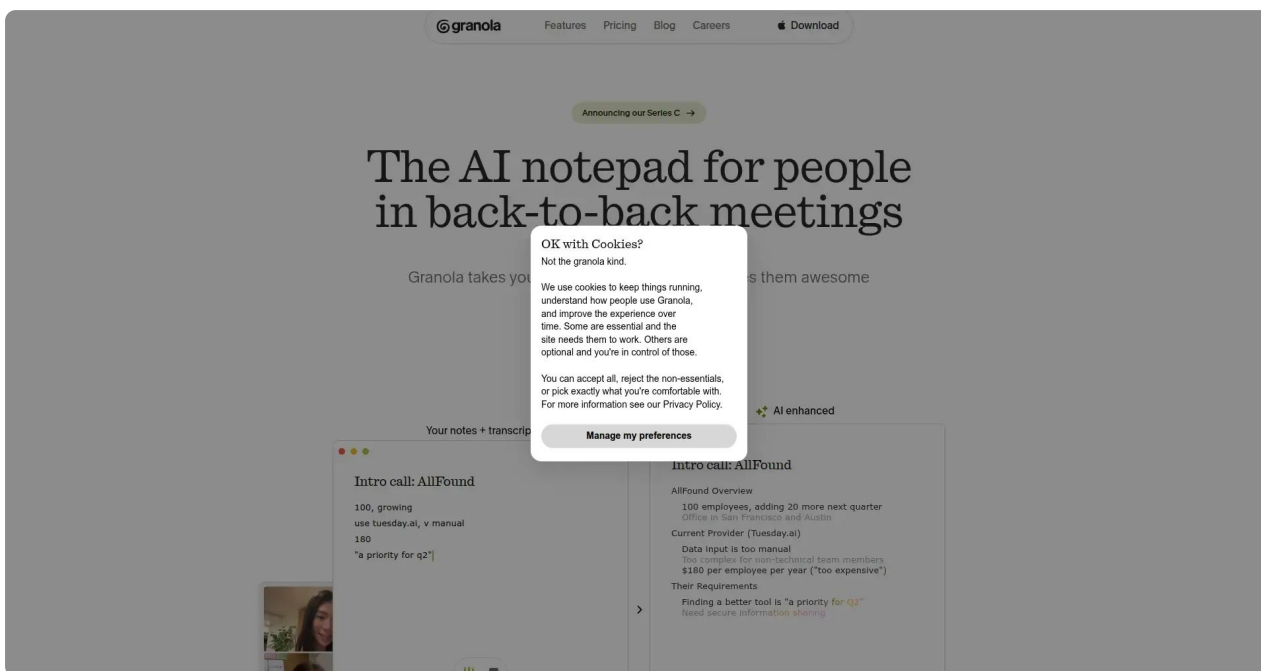 granola
Features
Pricing
Blog
Careers
Download
Announcing our Series C →
The AI notepad for people
in back-to-back meetings
Granola takes
s them awesome
OK with Cookies?
Not the granola kind.
We use cookies to keep things running,
understand how people use Granola,
and improve the experience over
time. Some are essential and the
site needs them to work. Others are
optional and you're in control of those.
You can accept all, reject the non-essentials,
or pick exactly what you're comfortable with.
For more information see our Privacy Policy.
Manage my preferences
Your notes + transcrip
Intro call: AllFound
100, growing
use tuesday.ai, v manual
180
"a priority for q2"
AI enhanced
Intro call: AllFound
AllFound Overview
100 employees, adding 20 more next quarter
Office in San Francisco and Austin
Current Provider (Tuesday.ai)
Data input is too manual
Too complex for non-technical team members
$180 per employee per year ("too expensive")
Their Requirements
Finding a better tool is "a priority for Q2"
Need secure information sharing